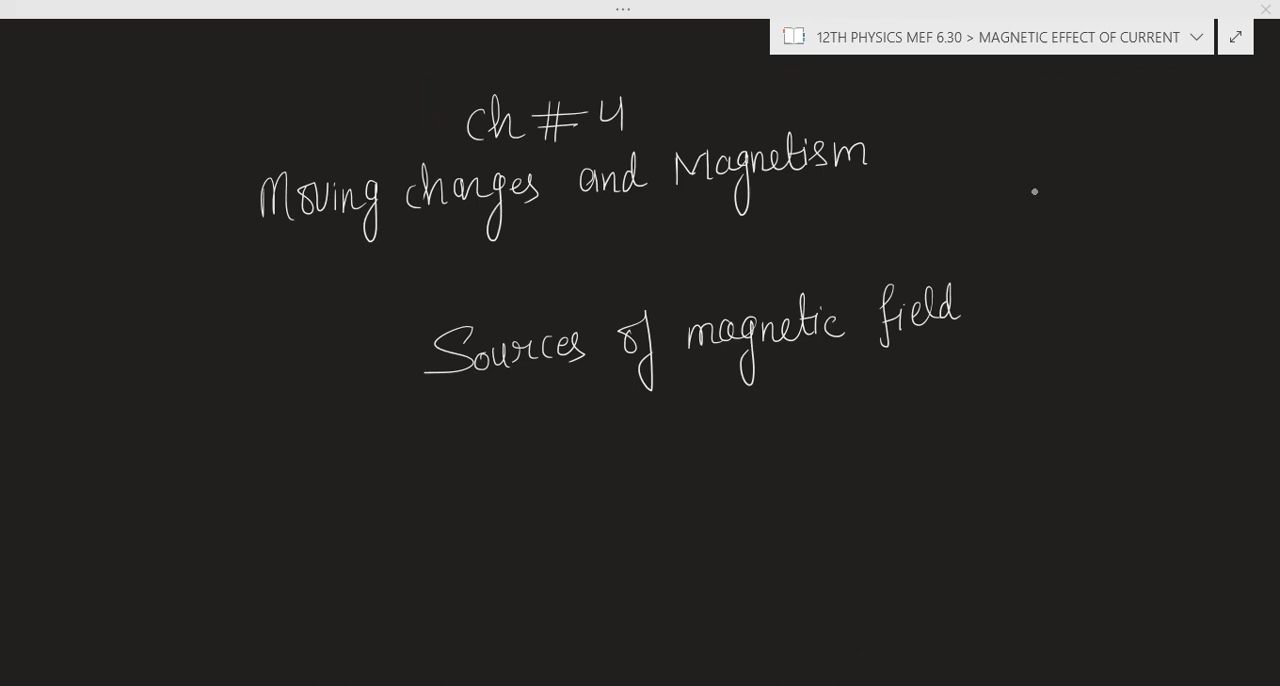 12TH PHYSICS MEF 6.30 > MAGNETIC EFFECT OF CURRENT
Ch # 4
Moving charges and Magnetism
Sources of magnetic field